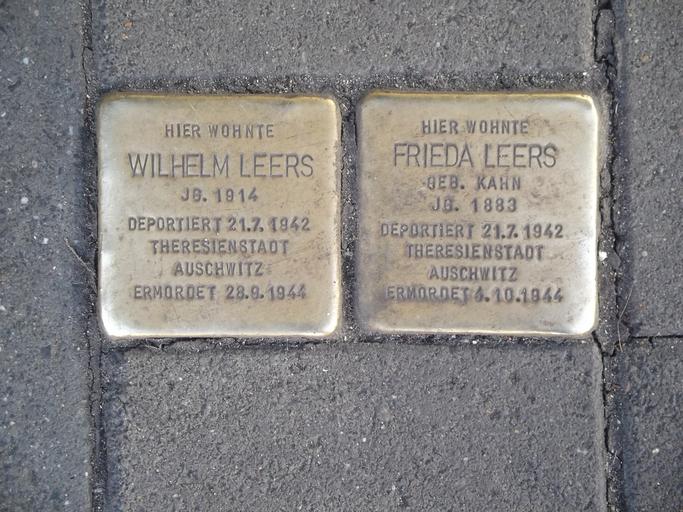 HIER WOHNTE
WILHELM LEERS
JG. 1914
DEPORTIERT 21.7.1942
THERESIENSTADT
AUSCHWITZ
ERMORDET 28.9.1944
HIER WOHNTE
FRIEDA LEERS
GEB. KAHN
JG. 1883
DEPORTIERT 21.7.1942
THERESIENSTADT
AUSCHWITZ
ERMORDET 4.10.1944